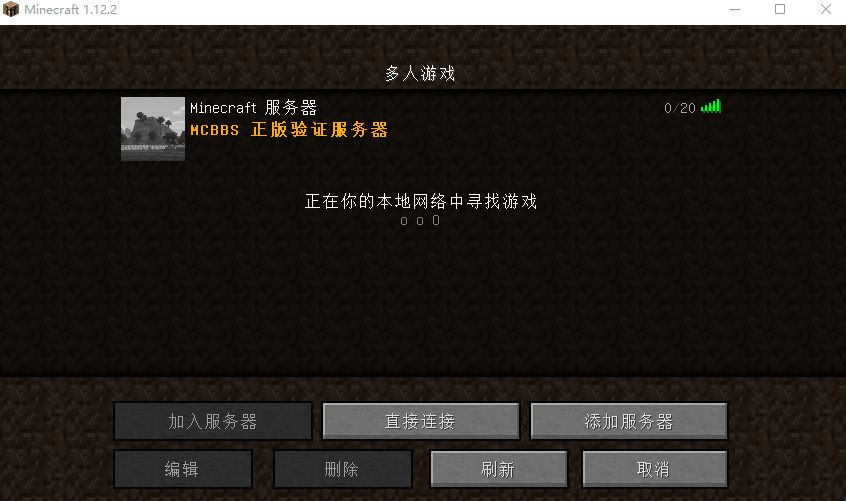 Minecraft 1.12.2
多人游戏
Minecraft 服务器 0/20
MCBBS 正版验证服务器
正在你的本地网络中寻找游戏
o o O
加入服务器 直接连接 添加服务器
编辑 删除 刷新 取消